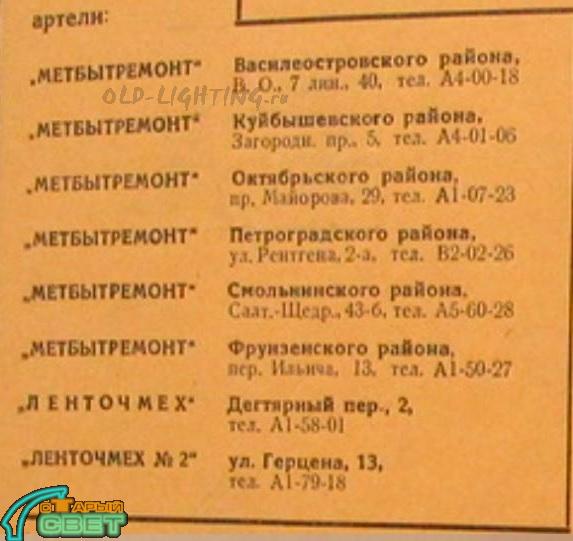 артели:
„МЕТБЫТРЕМОНТ" Василеостровского района,
В. О., 7 лин., 40, тел. А4-00-18
OLD-LIGHTING.ru
„МЕТБЫТРЕМОНТ" Куйбышевского района,
Загородн. пр., 5, тел. А4-01-06
„МЕТБЫТРЕМОНТ" Октябрьского района,
пр. Майорова, 29, тел. А1-07-23
„МЕТБЫТРЕМОНТ" Петроградского района,
ул. Рентгена, 2-а, тел. В2-02-26
„МЕТБЫТРЕМОНТ" Смольнинского района,
Салт.-Щедр., 43-б, тел. А5-60-28
„МЕТБЫТРЕМОНТ" Фрунзенского района,
пер. Ильича, 13, тел. А1-50-27
„ЛЕНТОЧМЕХ" Дегтярный пер., 2,
тел. А1-58-01
„ЛЕНТОЧМЕХ № 2" ул. Герцена, 13,
тел. А1-79-18
сТарый
СВЕТ